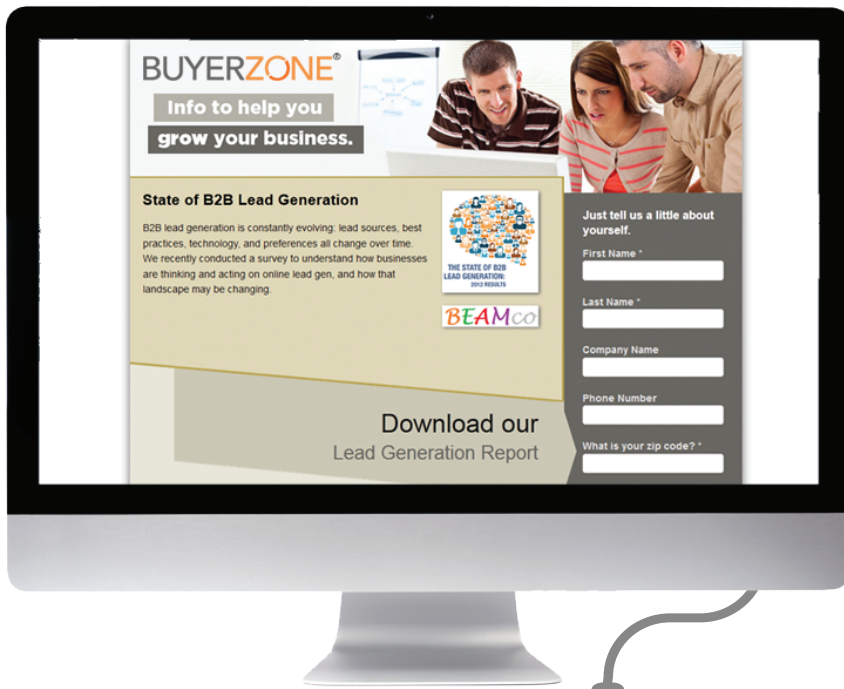 BUYERZONE®
Info to help you
grow your business.
State of B2B Lead Generation
B2B lead generation is constantly evolving: lead sources, best
practices, technology, and preferences all change over time.
We recently conducted a survey to understand how businesses
are thinking and acting on online lead gen, and how that
landscape may be changing.
THE STATE OF B2B
LEAD GENERATION:
2012 RESULTS
BEAMco
Download our
Lead Generation Report
Just tell us a little about
yourself.
First Name *
Last Name *
Company Name
Phone Number
What is your zip code? *